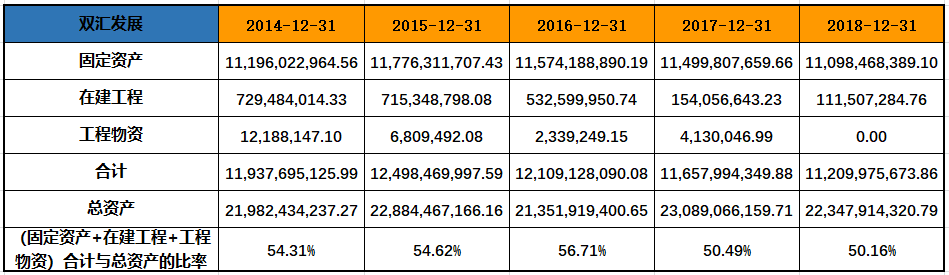 双汇发展 2014-12-31 2015-12-31 2016-12-31 2017-12-31 2018-12-31
固定资产 11,196,022,964.56 11,776,311,707.43 11,574,188,890.19 11,499,807,659.66 11,098,468,389.10
在建工程 729,484,014.33 715,348,798.08 532,599,950.74 154,056,643.23 111,507,284.76
工程物资 12,188,147.10 6,809,492.08 2,339,249.15 4,130,046.99 0.00
合计 11,937,695,125.99 12,498,469,997.59 12,109,128,090.08 11,657,994,349.88 11,209,975,673.86
总资产 21,982,434,237.27 22,884,467,166.16 21,351,919,400.65 23,089,066,159.71 22,347,914,320.79
（固定资产+在建工程+工程
物资）合计与总资产的比率 54.31% 54.62% 56.71% 50.49% 50.16%